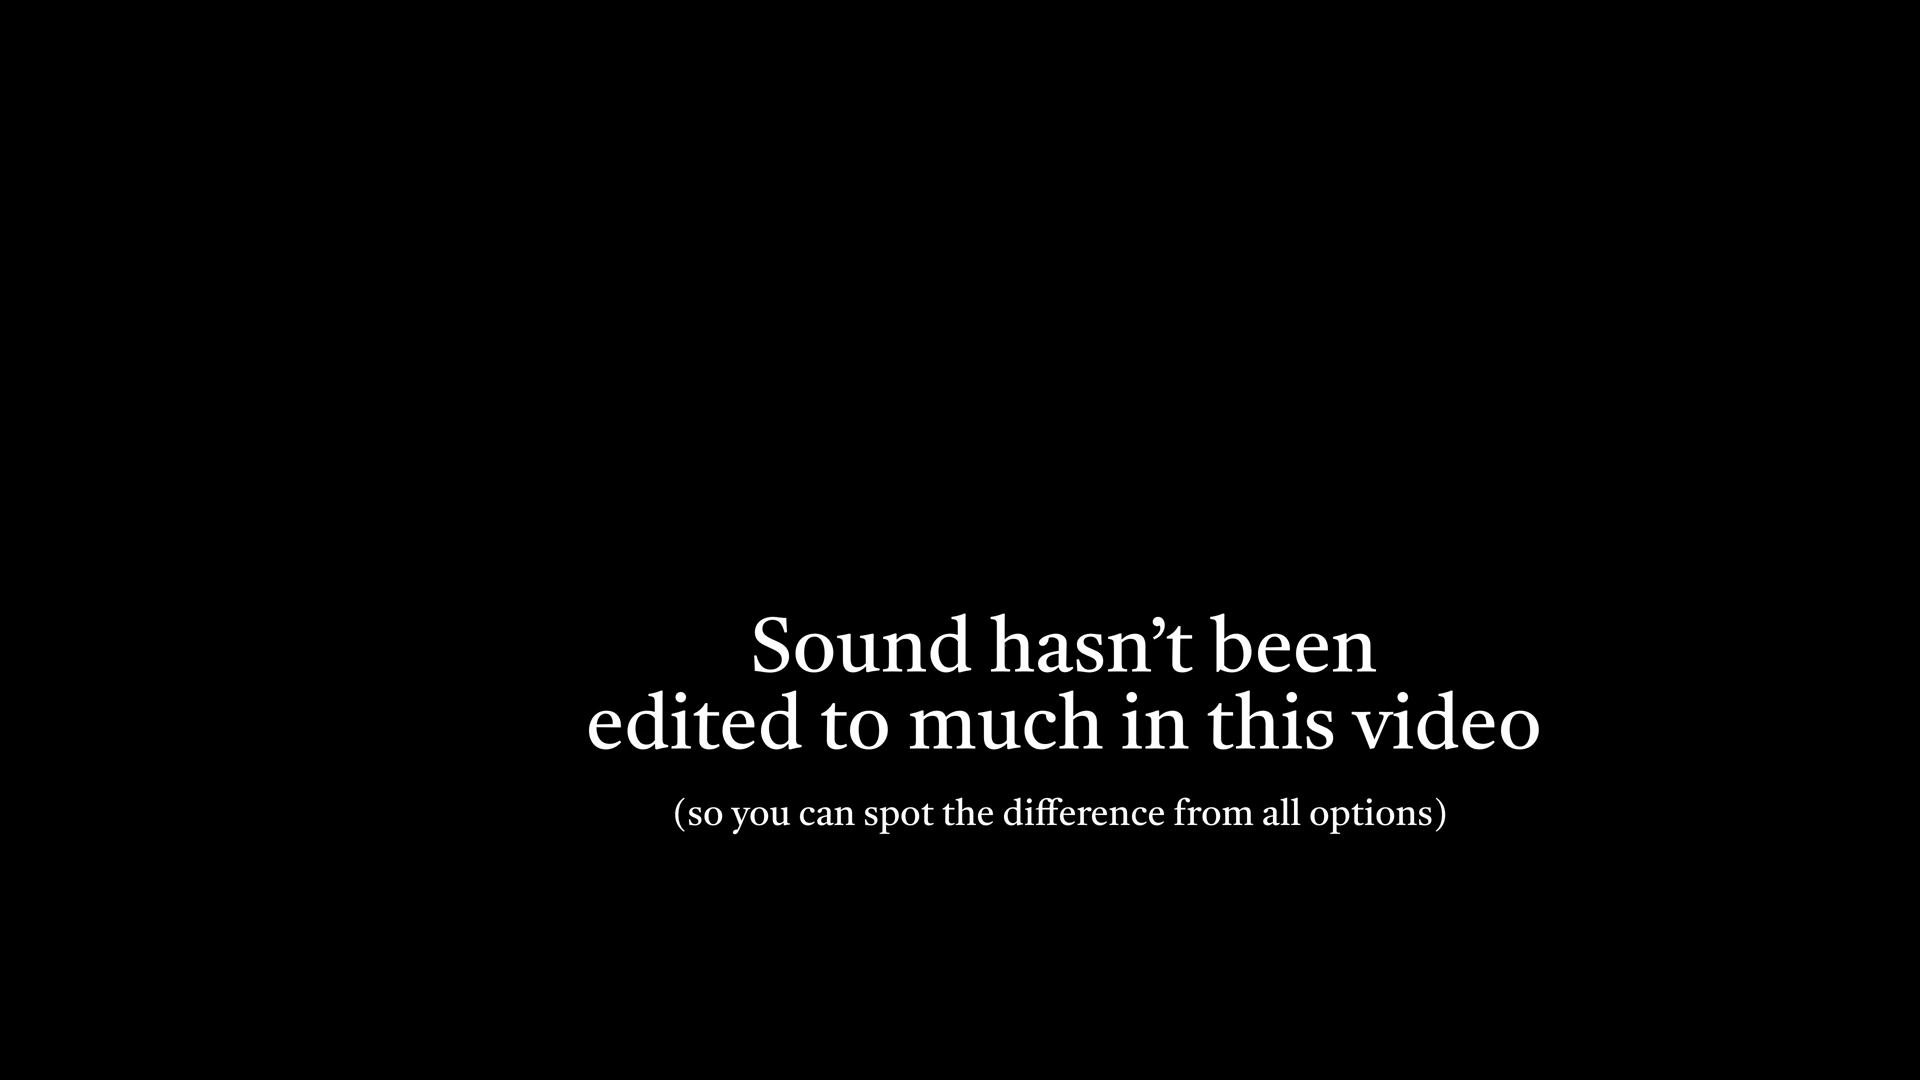 Sound hasn’t been
edited to much in this video
(so you can spot the difference from all options)